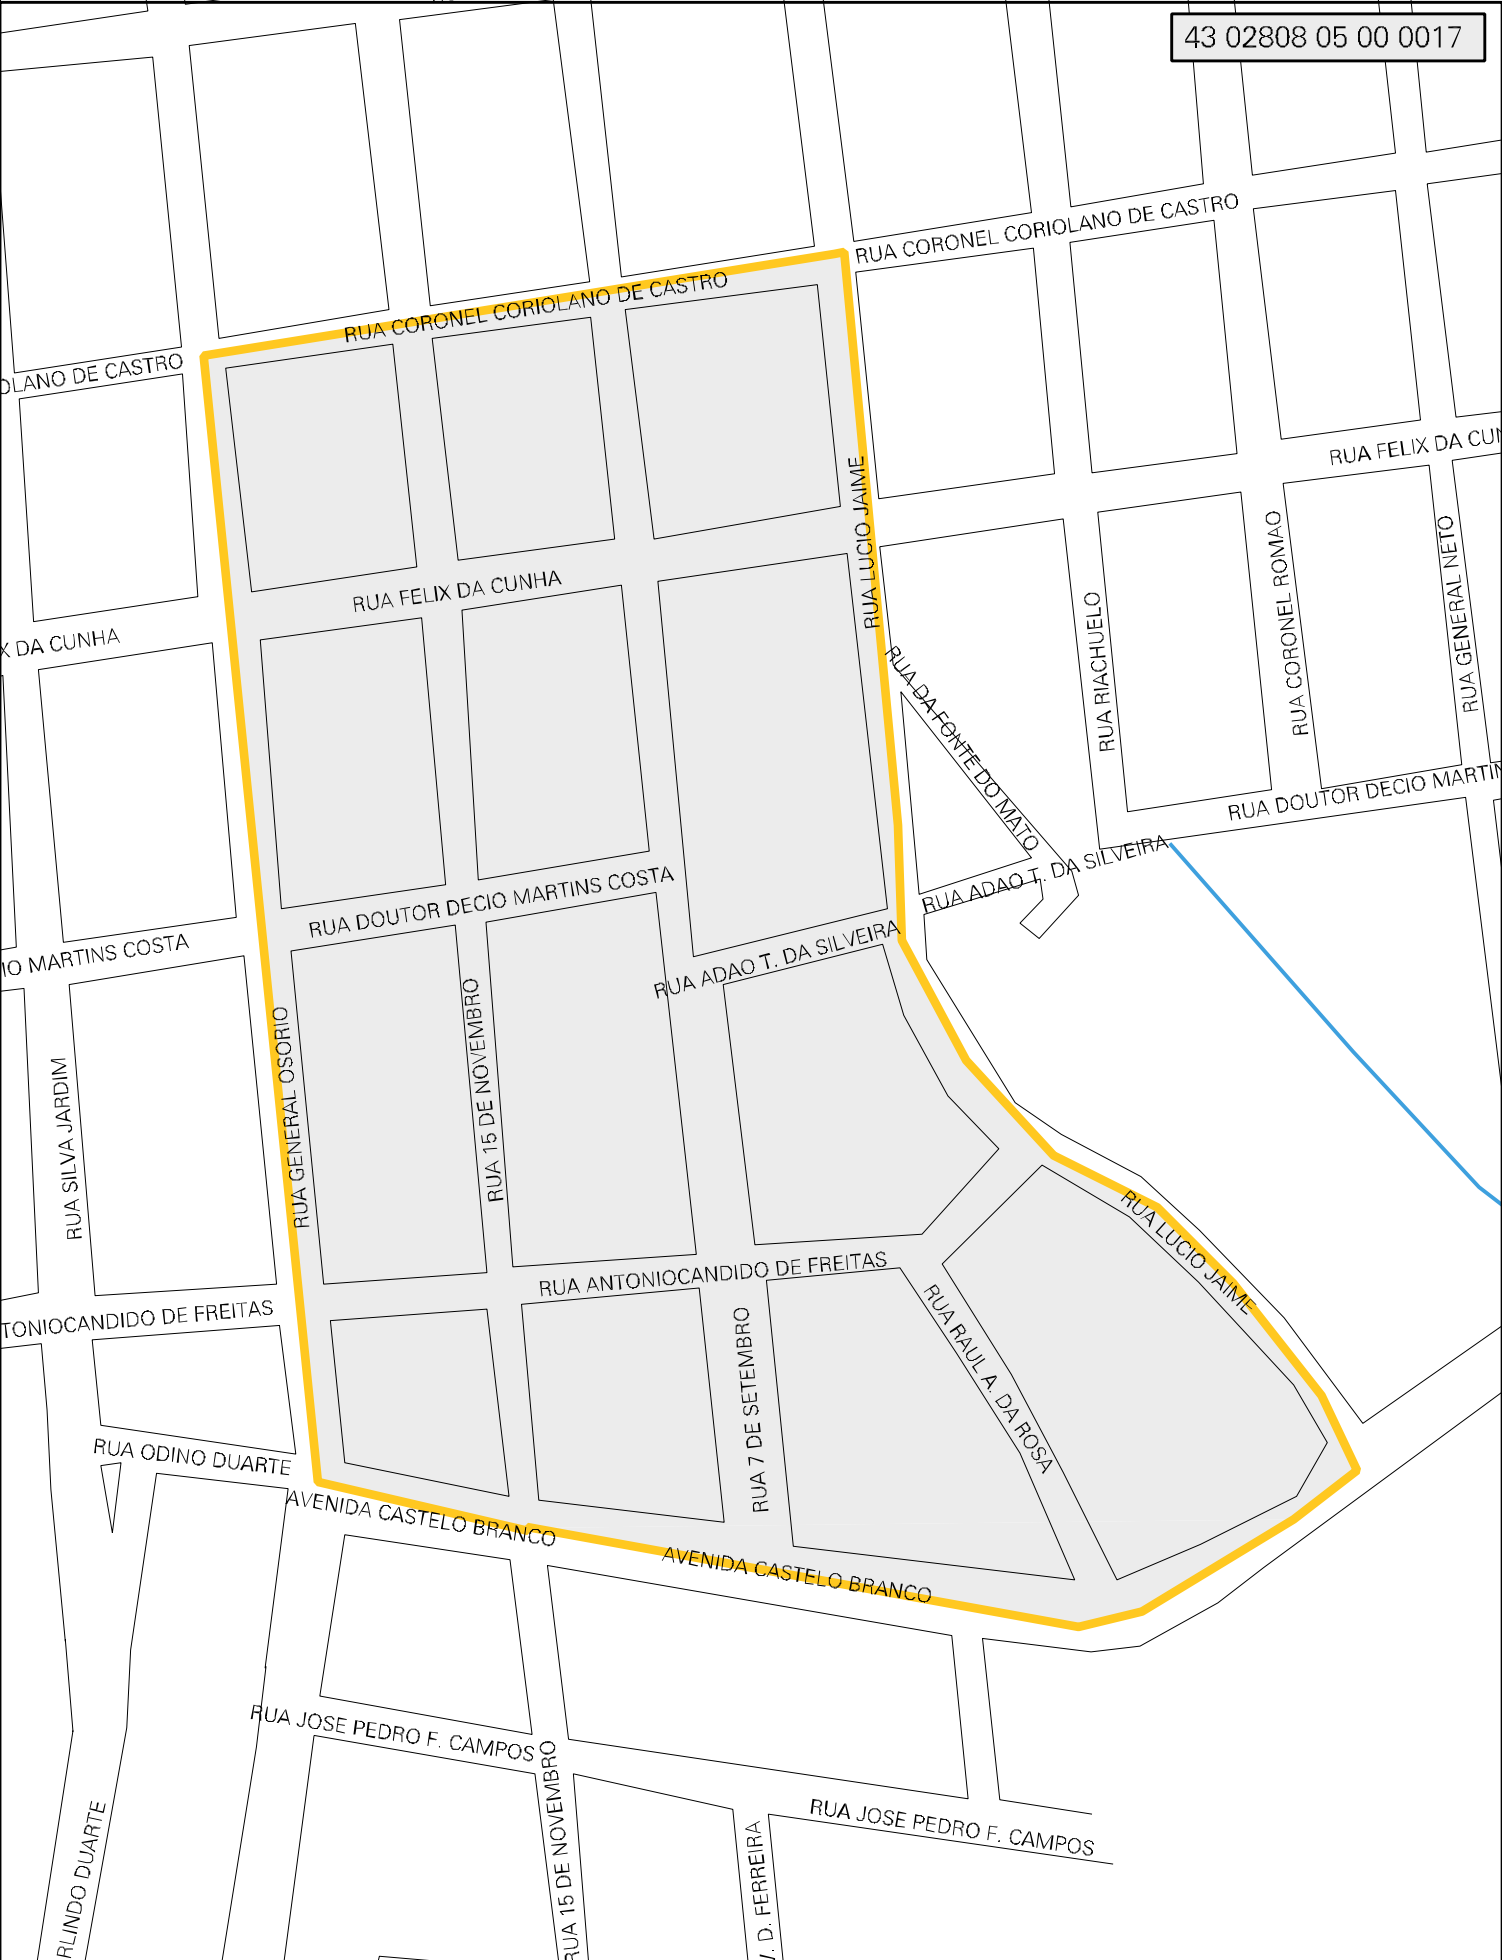 43 02808 05 00 0017
RUA CORONEL CORIOLANO DE CASTRO
RUA CORONEL CORIOLANO DE CASTRO
OLANO DE CASTRO
RUA FELIX DA CUN
RUA LUCIO JAIME
RUA FELIX DA CUNHA
X DA CUNHA
RUA DA FONTE DO MATO
RUA RIACHUELO
RUA CORONEL ROMAO
RUA GENERAL NETO
RUA DOUTOR DECIO MARTIN
RUA ADAO T. DA SILVEIRA
RUA DOUTOR DECIO MARTINS COSTA
IO MARTINS COSTA
RUA ADAO T. DA SILVEIRA
RUA SILVA JARDIM
RUA GENERAL OSORIO
RUA 15 DE NOVEMBRO
RUA LUCIO JAIME
RUA ANTONIOCANDIDO DE FREITAS
TONIOCANDIDO DE FREITAS
RUA 7 DE SETEMBRO
RUA RAUL A. DA ROSA
RUA ODINO DUARTE
AVENIDA CASTELO BRANCO
AVENIDA CASTELO BRANCO
RUA JOSE PEDRO F. CAMPOS
RUA 15 DE NOVEMBRO
RUA JOSE PEDRO F. CAMPOS
RLINDO DUARTE
V. D. FERREIRA